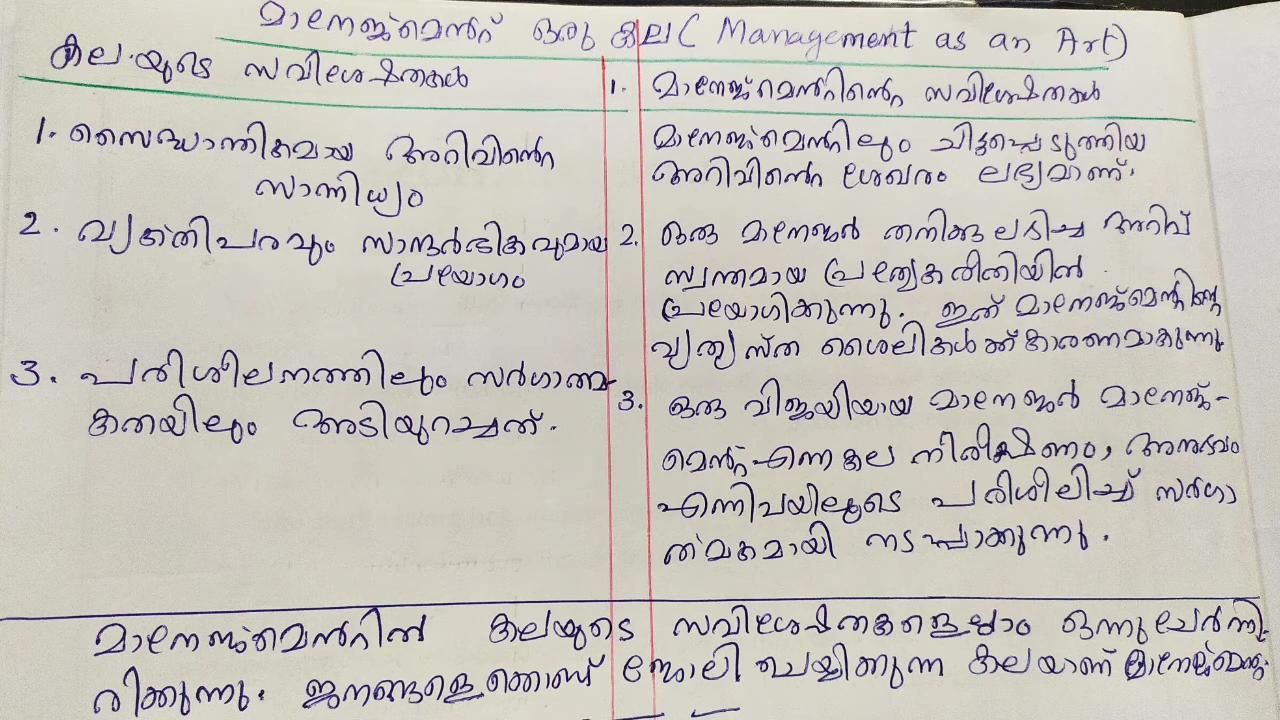 മാനേജ്മെൻ്റ് ഒരു കല ( Management as an Art)
കലയുടെ സവിശേഷതകൾ
1. സൈദ്ധാന്തികമായ അറിവിൻ്റെ
സാന്നിധ്യം
2. വ്യക്തിപരവും സാന്ദർഭികവുമായ
പ്രയോഗം
3. പരിശീലനത്തിലും സർഗാത്മ-
കതയിലും അടിയുറച്ചത്.
1. മാനേജ്മെൻ്റിൻ്റെ സവിശേഷതകൾ
മാനേജ്മെൻ്റിലും ചിട്ടപ്പെടുത്തിയ
അറിവിൻ്റെ ശേഖരം ലഭ്യമാണ്.
2. ഒരു മാനേജർ തനിക്കു ലഭിച്ച അറിവ്
സ്വന്തമായ പ്രത്യേക രീതിയിൽ
പ്രയോഗിക്കുന്നു. ഇത് മാനേജ്മെൻ്റിൻ്റെ
വ്യത്യസ്ത ശൈലികൾക്ക് കാരണമാകുന്നു.
3. ഒരു വിജയിയായ മാനേജർ മാനേജ്-
മെൻ്റ് എന്ന കല നിരീക്ഷണം, അനുഭവം
എന്നിവയിലൂടെ പരിശീലിച്ച് സർഗാ
ത്മകമായി നടപ്പാക്കുന്നു.
മാനേജ്മെൻ്റിൽ കലയുടെ സവിശേഷതകളെല്ലാം ഒന്നുചേർന്നി-
രിക്കുന്നു. ജനങ്ങളെക്കൊണ്ട് ജോലി ചെയ്യിക്കുന്ന കലയാണ് മാനേജ്മെൻ്റ്.